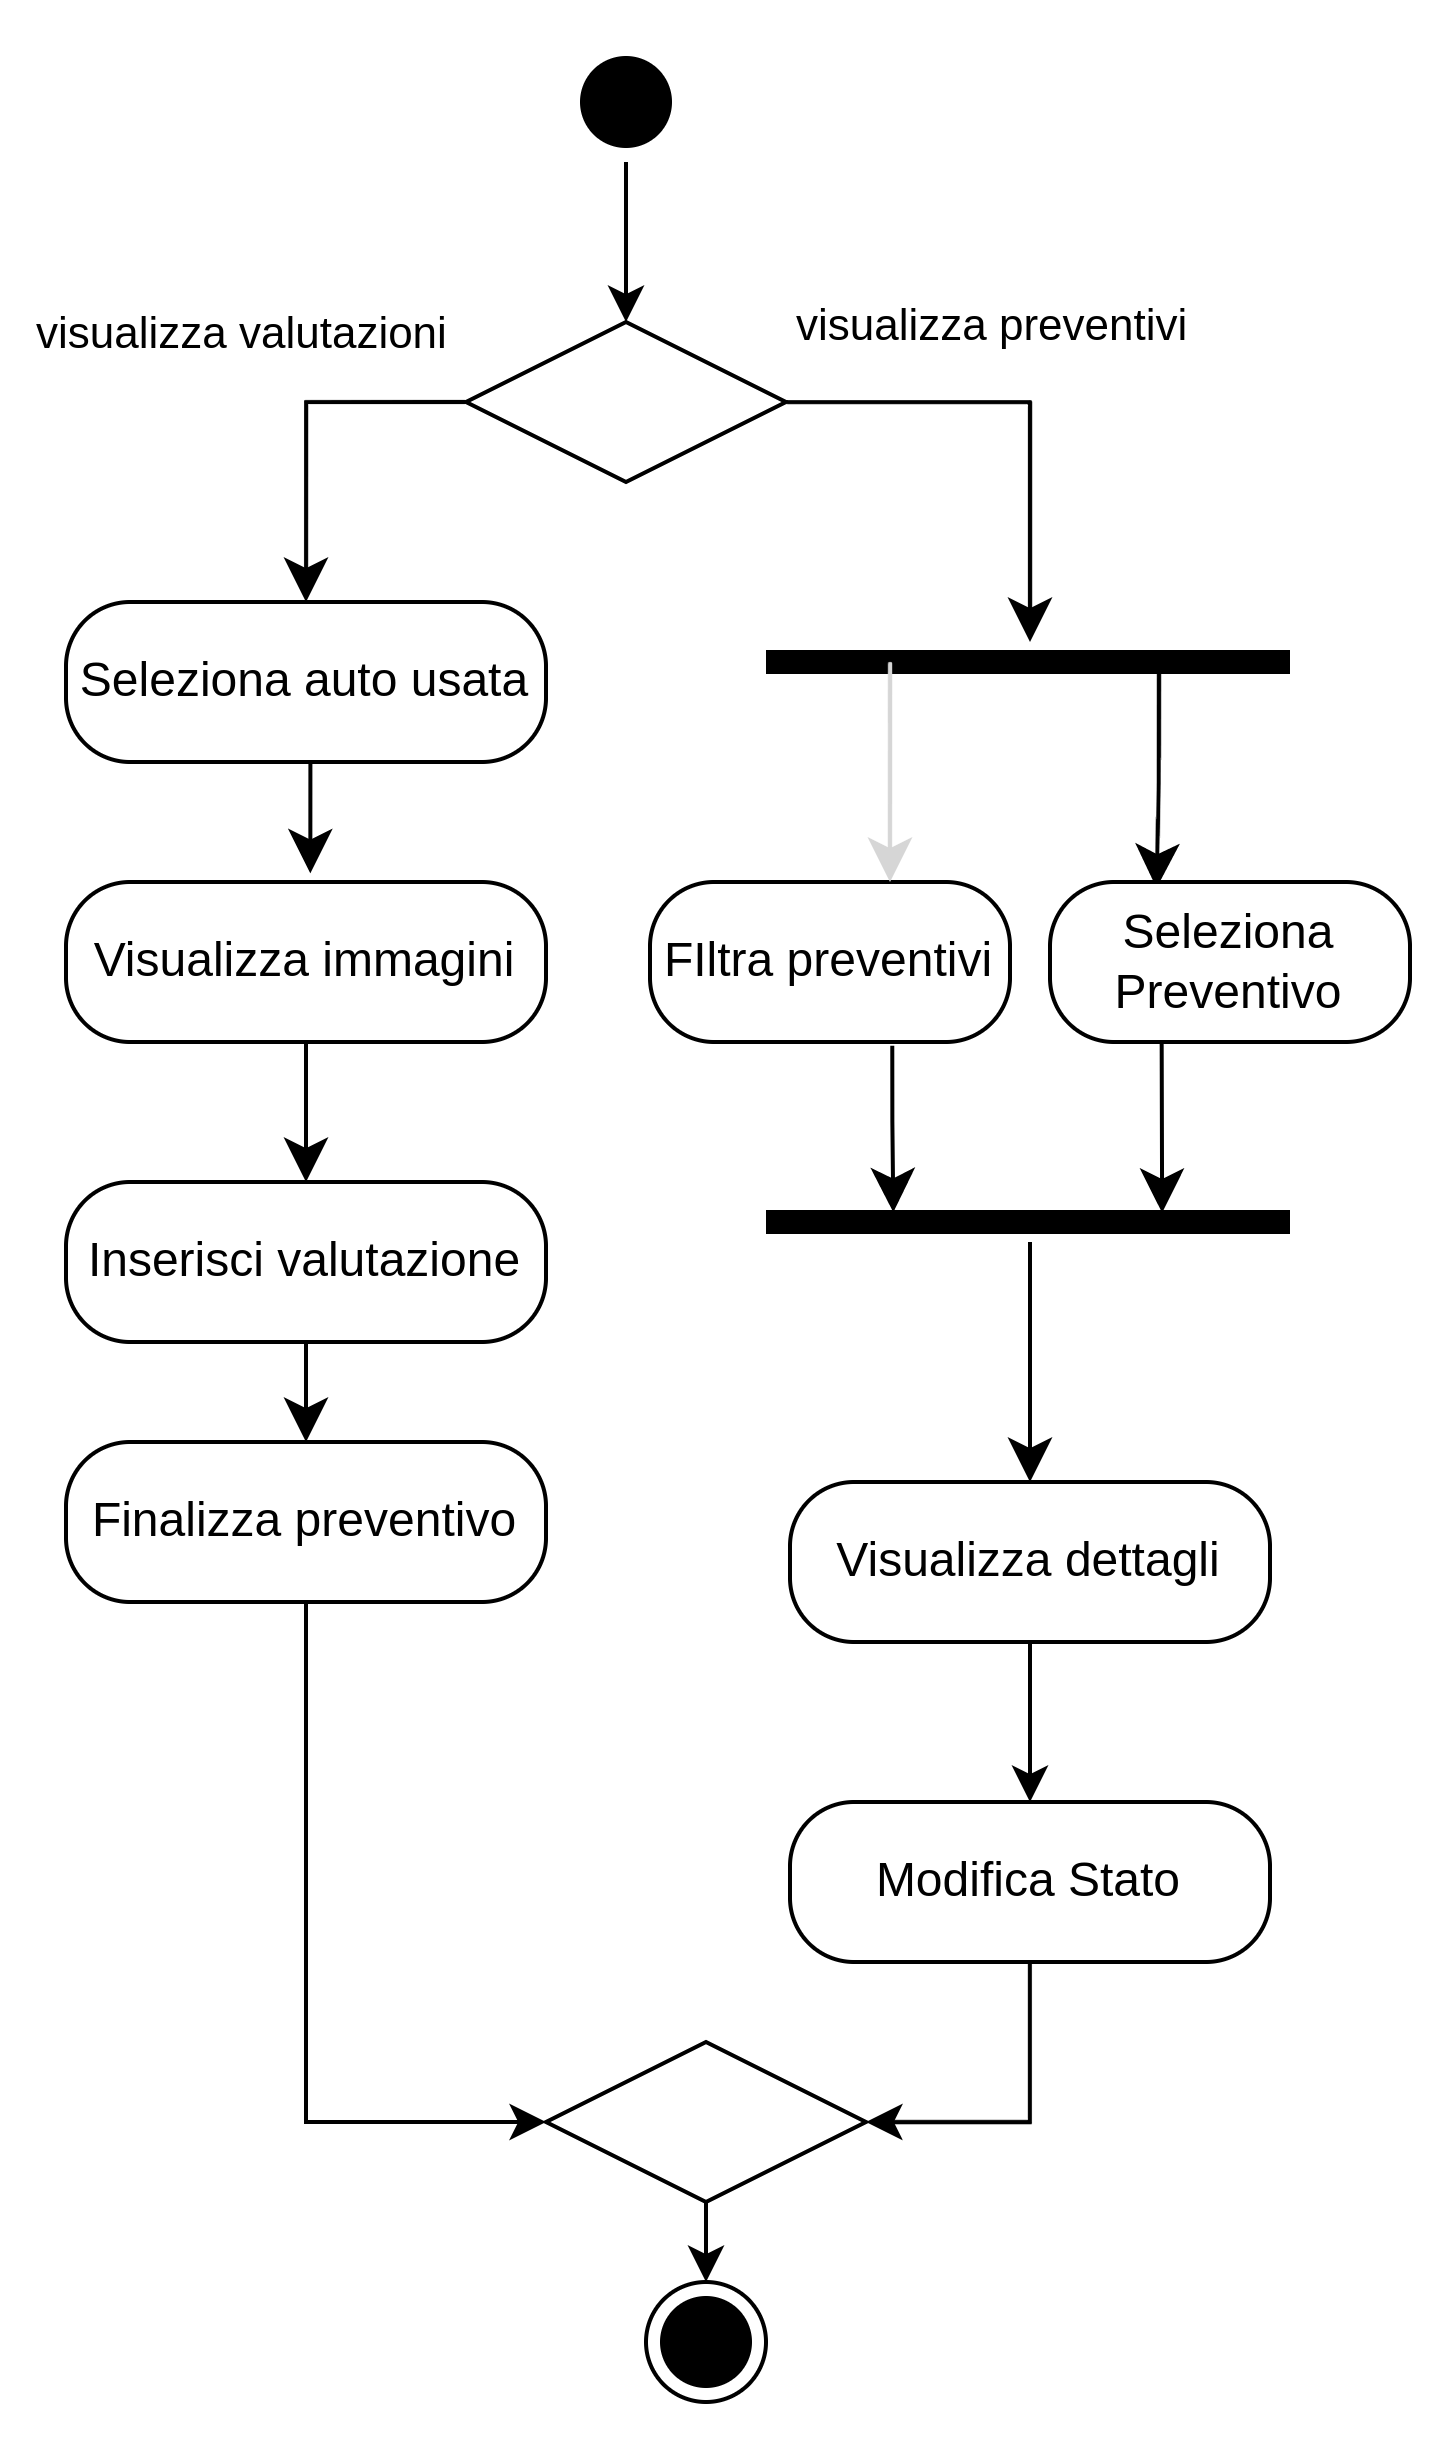 visualizza valutazioni
visualizza preventivi
Seleziona auto usata
Visualizza immagini
FIltra preventivi
Seleziona
Preventivo
Inserisci valutazione
Finalizza preventivo
Visualizza dettagli
Modifica Stato